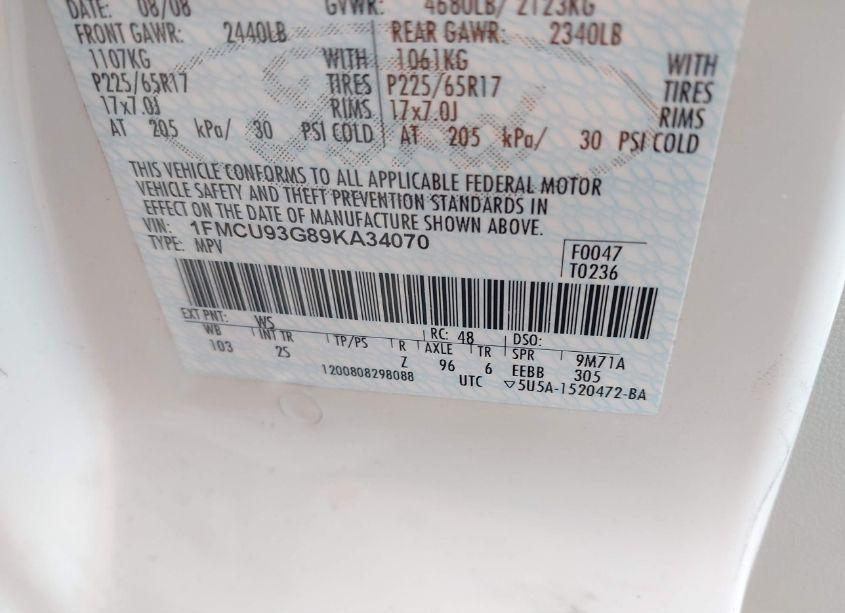 DATE: 08/08 GVWR: 4680LB/ 2123KG
FRONT GAWR: 2440LB REAR GAWR: 2340LB
1107KG WITH 1061KG WITH
P225/65R17 TIRES P225/65R17 TIRES
17x7.0J RIMS 17x7.0J RIMS
AT 205 kPa/ 30 PSI COLD AT 205 kPa/ 30 PSI COLD
THIS VEHICLE CONFORMS TO ALL APPLICABLE FEDERAL MOTOR
VEHICLE SAFETY AND THEFT PREVENTION STANDARDS IN
EFFECT ON THE DATE OF MANUFACTURE SHOWN ABOVE.
VIN: 1FMCU93G89KA34070
TYPE: MPV
F0047
T0236
EXT PNT: WS RC: 48 DSO:
WB INT TR TP/PS R AXLE TR SPR 9M71A
103 2S Z 96 6 EEBB 305
1200808298088 UTC ▽5U5A-1520472-BA